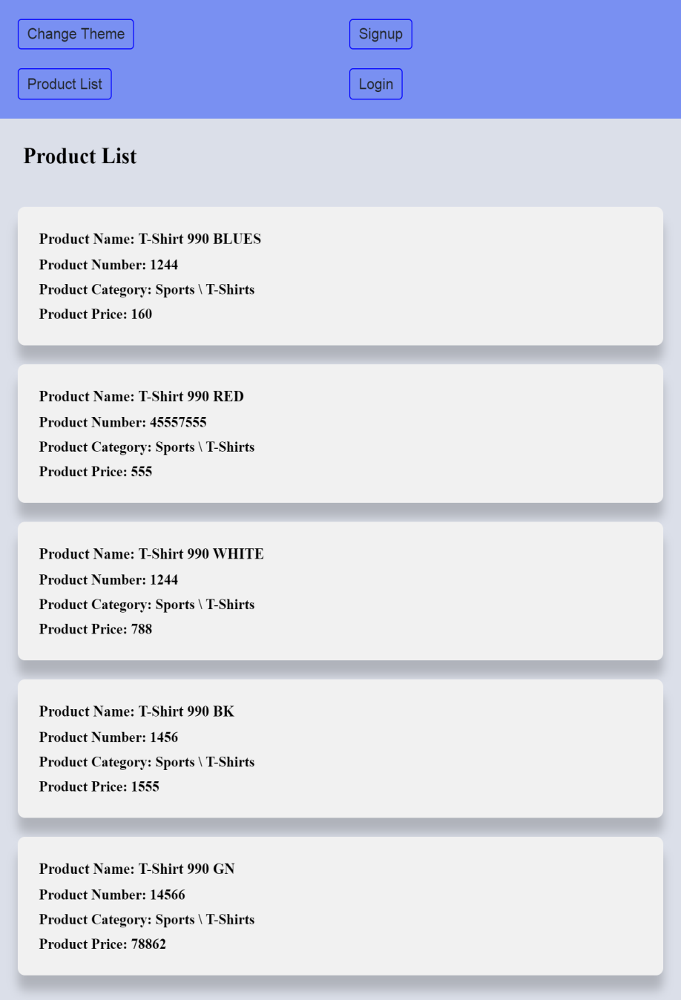 Change Theme
Signup
Product List
Login
Product List
Product Name: T-Shirt 990 BLUES
Product Number: 1244
Product Category: Sports \ T-Shirts
Product Price: 160
Product Name: T-Shirt 990 RED
Product Number: 45557555
Product Category: Sports \ T-Shirts
Product Price: 555
Product Name: T-Shirt 990 WHITE
Product Number: 1244
Product Category: Sports \ T-Shirts
Product Price: 788
Product Name: T-Shirt 990 BK
Product Number: 1456
Product Category: Sports \ T-Shirts
Product Price: 1555
Product Name: T-Shirt 990 GN
Product Number: 14566
Product Category: Sports \ T-Shirts
Product Price: 78862